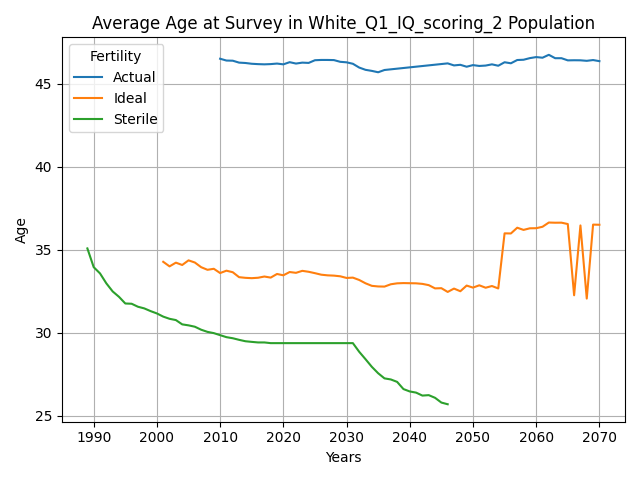 Average Age at Survey in White_Q1_IQ_scoring_2 Population
Fertility
Actual
Ideal
Sterile
Age
45
40
35
30
25
1990 2000 2010 2020 2030 2040 2050 2060 2070
Years